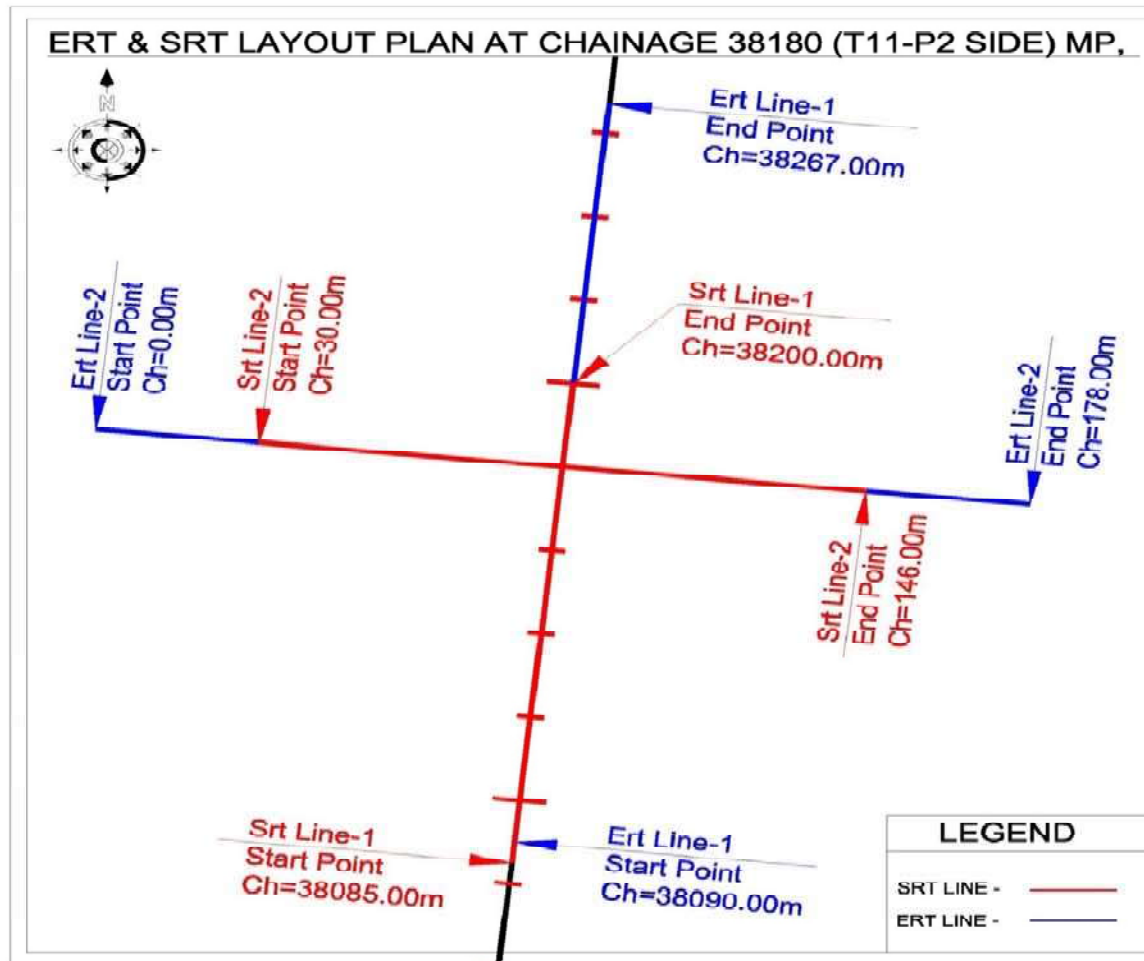 ERT & SRT LAYOUT PLAN AT CHAINAGE 38180 (T11-P2 SIDE) MP,
N
Ert Line-1
End Point
Ch=38267.00m
Srt Line-1
End Point
Ch=38200.00m
Ert Line-2
Start Point
Ch=0.00m
Srt Line-2
Start Point
Ch=30.00m
Ert Line-2
End Point
Ch=178.00m
Srt Line-2
End Point
Ch=146.00m
Srt Line-1
Start Point
Ch=38085.00m
Ert Line-1
Start Point
Ch=38090.00m
LEGEND
SRT LINE -
ERT LINE -